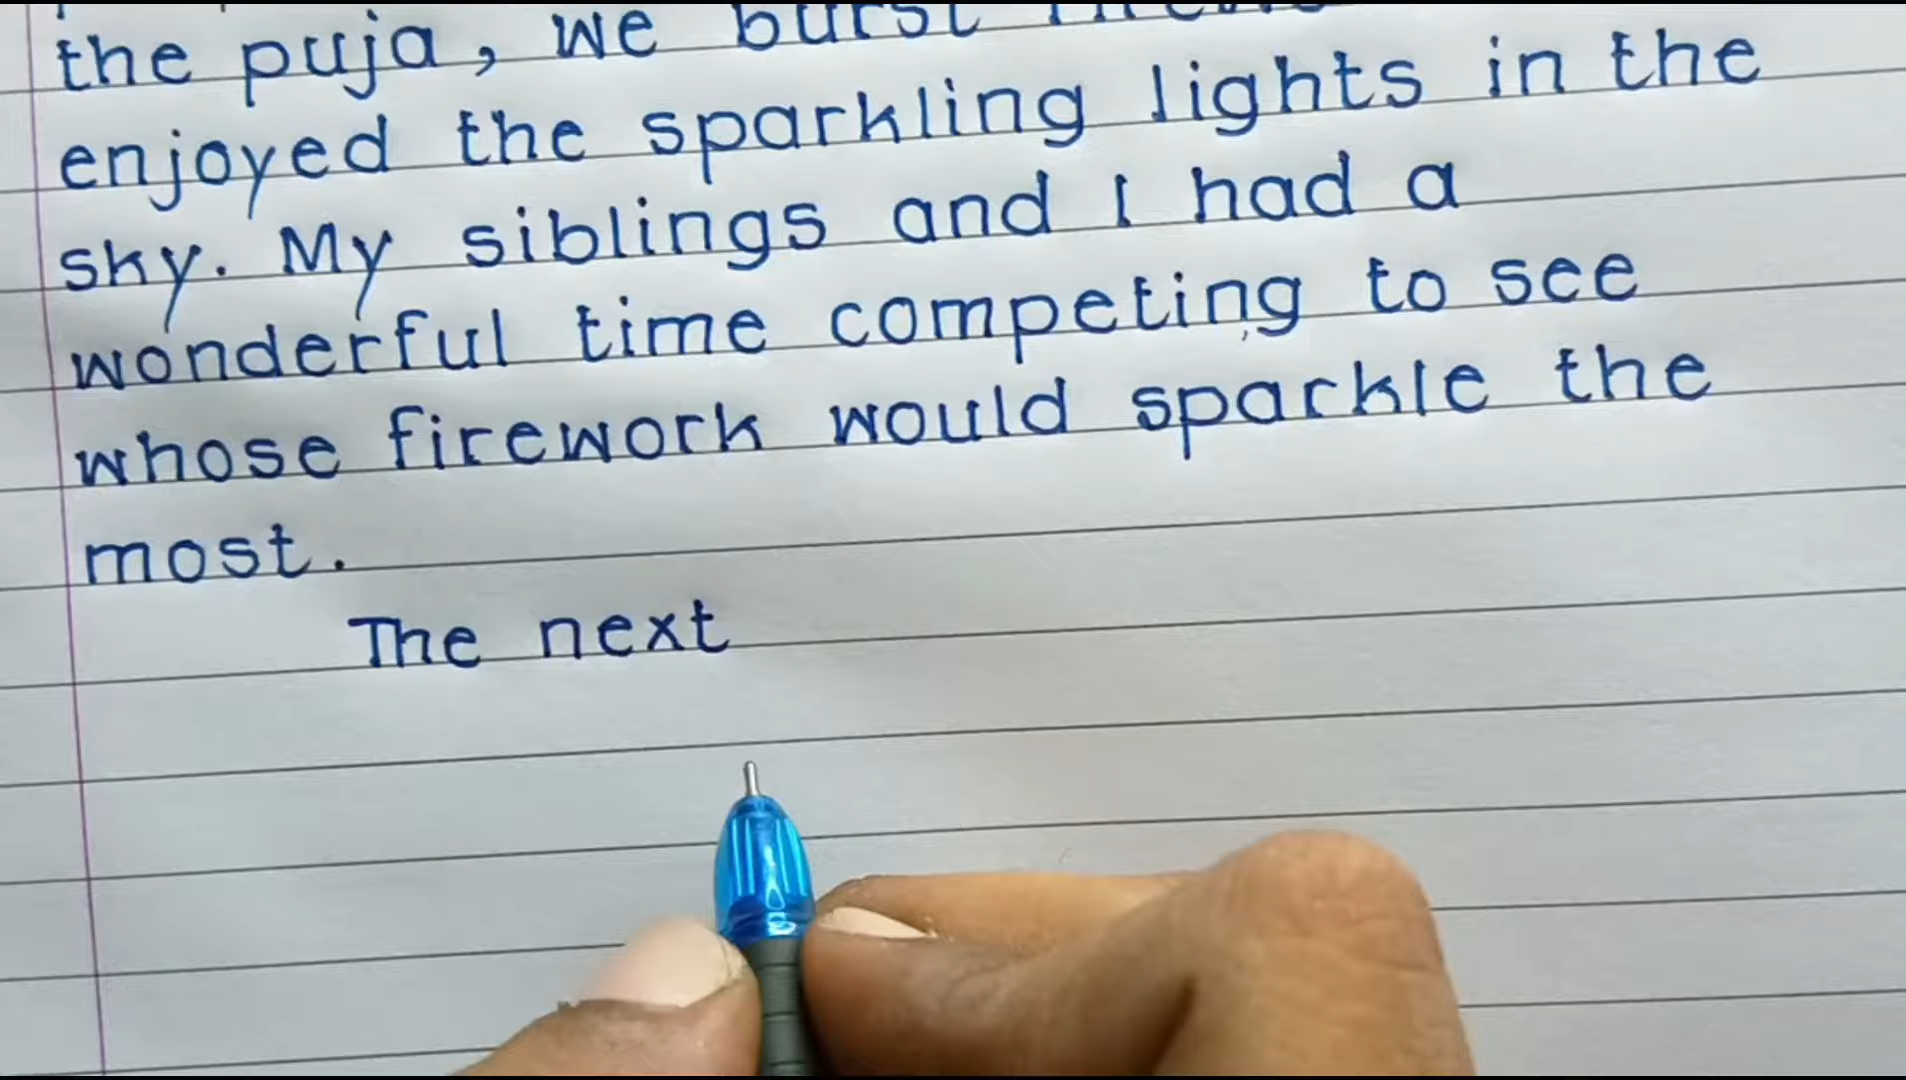 the puja, we burst
enjoyed the sparkling lights in the
sky. My siblings and I had a
wonderful time competing to see
whose firework would sparkle the
most.
The next